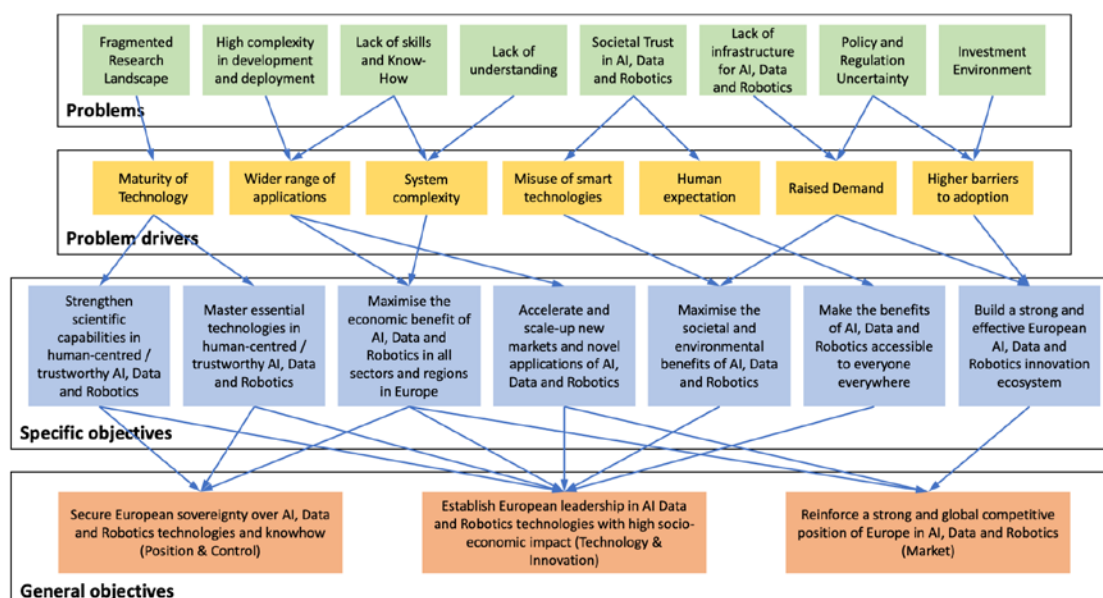 Fragmented
Research
Landscape
High complexity
in development
and deployment
Lack of skills
and Know-
How
Lack of
understanding
Societal Trust
in AI, Data
and Robotics
Lack of
infrastructure
for AI, Data
and Robotics
Policy and
Regulation
Uncertainty
Investment
Environment
Problems
Maturity of
Technology
Wider range of
applications
System
complexity
Misuse of smart
technologies
Human
expectation
Raised Demand
Higher barriers
to adoption
Problem drivers
Strengthen
scientific
capabilities in
human-centred /
trustworthy AI, Data
and Robotics
Master essential
technologies in
human-centred /
trustworthy AI, Data
and Robotics
Maximise the
economic benefit of
AI, Data and
Robotics in all
sectors and regions
in Europe
Accelerate and
scale-up new
markets and novel
applications of AI,
Data and Robotics
Maximise the
societal and
environmental
benefits of AI, Data
and Robotics
Make the benefits
of AI, Data and
Robotics accessible
to everyone
everywhere
Build a strong and
effective European
AI, Data and
Robotics innovation
ecosystem
Specific objectives
Secure European sovereignty over AI, Data
and Robotics technologies and knowhow
(Position & Control)
Establish European leadership in AI Data
and Robotics technologies with high socio-
economic impact (Technology &
Innovation)
Reinforce a strong and global competitive
position of Europe in AI, Data and Robotics
(Market)
General objectives